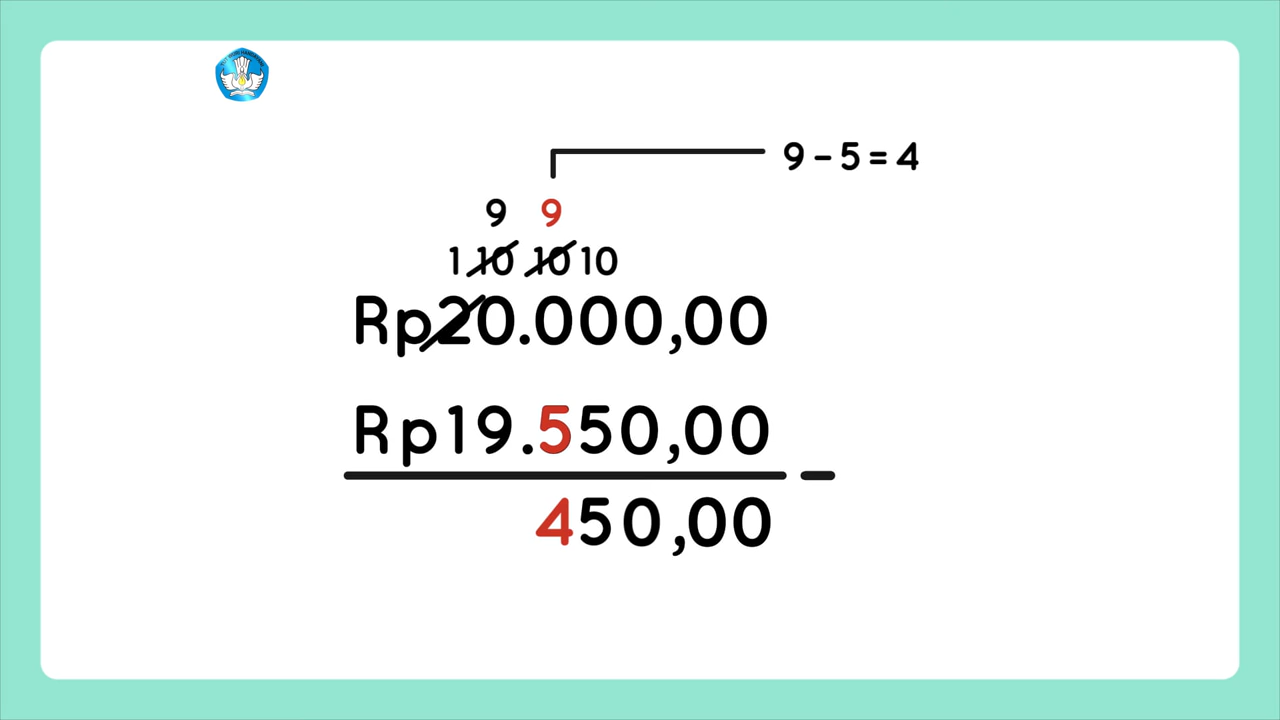 9 - 5 = 4
9 9
1 10 10 10
Rp20.000,00
Rp19.550,00
-
450,00